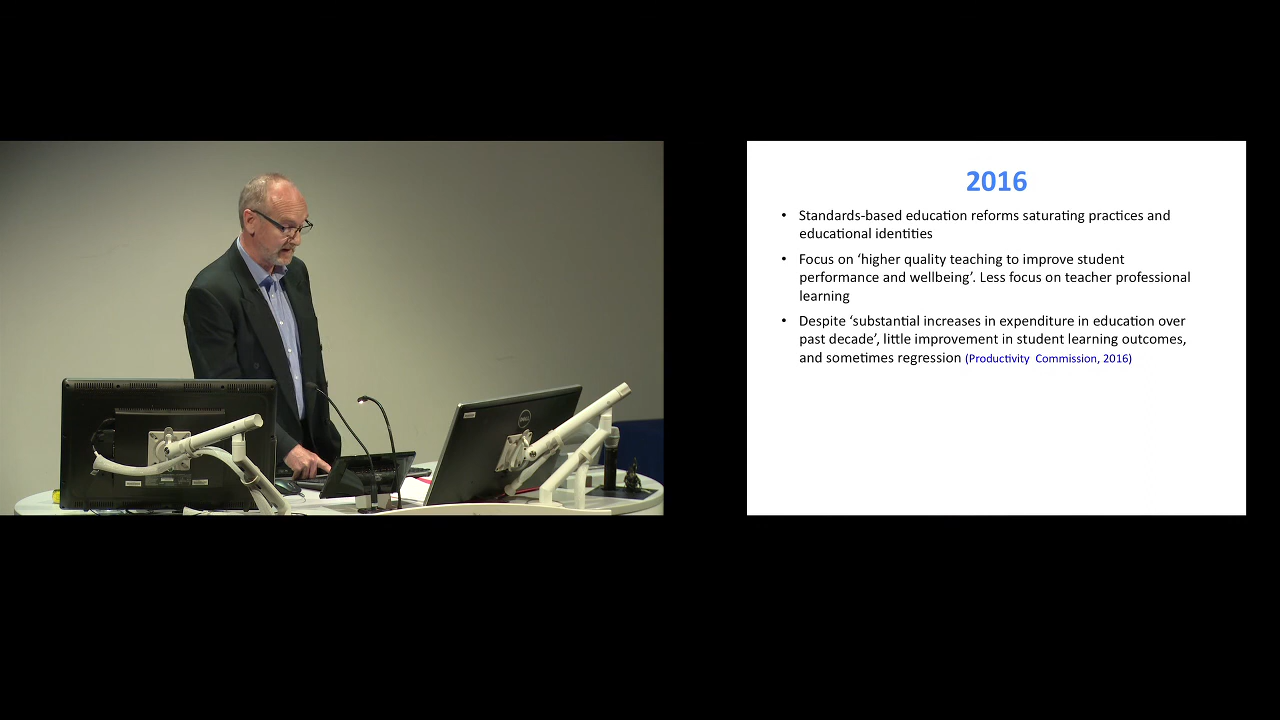 2016
• Standards-based education reforms saturating practices and
educational identities
• Focus on ‘higher quality teaching to improve student
performance and wellbeing’. Less focus on teacher professional
learning
• Despite ‘substantial increases in expenditure in education over
past decade’, little improvement in student learning outcomes,
and sometimes regression (Productivity Commission, 2016)
DELL